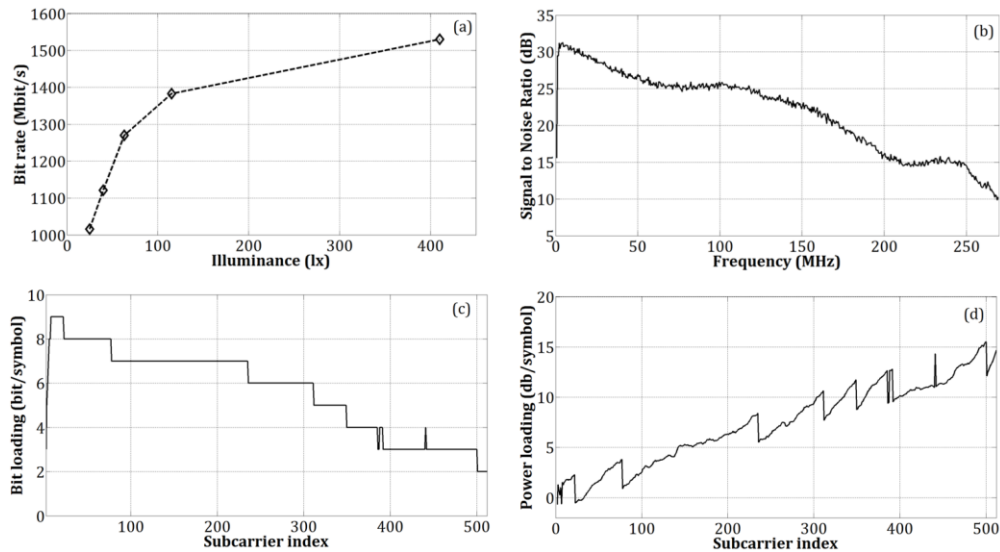 (a)
Bit rate (Mbit/s)
1600
1500
1400
1300
1200
1100
1000
0 100 200 300 400
Illuminance (lx)
(b)
Signal to Noise Ratio (dB)
35
30
25
20
15
10
5
0 50 100 150 200 250
Frequency (MHz)
(c)
Bit loading (bit/symbol)
10
8
6
4
2
0
100 200 300 400 500
Subcarrier index
(d)
Power loading (db/symbol)
20
15
10
5
0
0 100 200 300 400 500
Subcarrier index